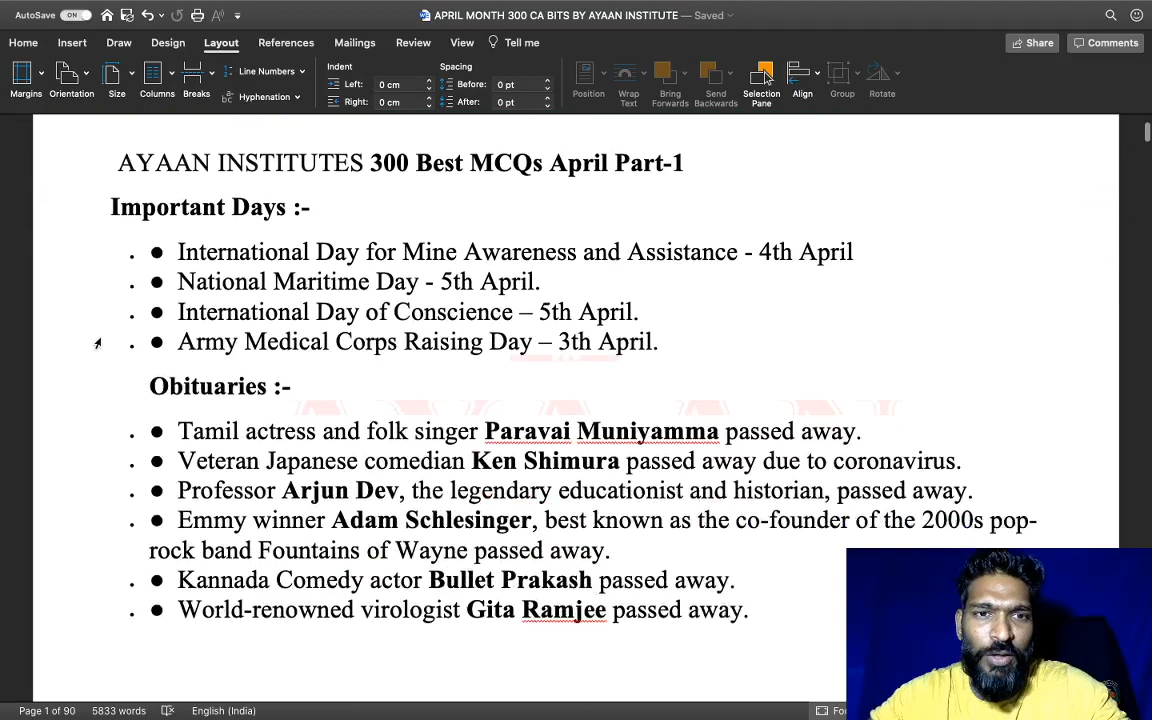 AutoSave ON APRIL MONTH 300 CA BITS BY AYAAN INSTITUTE — Saved
Home Insert Draw Design Layout References Mailings Review View Tell me Share Comments
Margins Orientation Size Columns Breaks Line Numbers Hyphenation
Indent Spacing
Left: 0 cm Before: 0 pt
Right: 0 cm After: 0 pt
Position Wrap Text Bring Forwards Send Backwards Selection Pane Align Group Rotate
AYAAN INSTITUTES 300 Best MCQs April Part-1
Important Days :-
● International Day for Mine Awareness and Assistance - 4th April
● National Maritime Day - 5th April.
● International Day of Conscience – 5th April.
● Army Medical Corps Raising Day – 3th April.
Obituaries :-
● Tamil actress and folk singer Paravai Muniyamma passed away.
● Veteran Japanese comedian Ken Shimura passed away due to coronavirus.
● Professor Arjun Dev, the legendary educationist and historian, passed away.
● Emmy winner Adam Schlesinger, best known as the co-founder of the 2000s pop-
rock band Fountains of Wayne passed away.
● Kannada Comedy actor Bullet Prakash passed away.
● World-renowned virologist Gita Ramjee passed away.
Page 1 of 90 5833 words English (India)